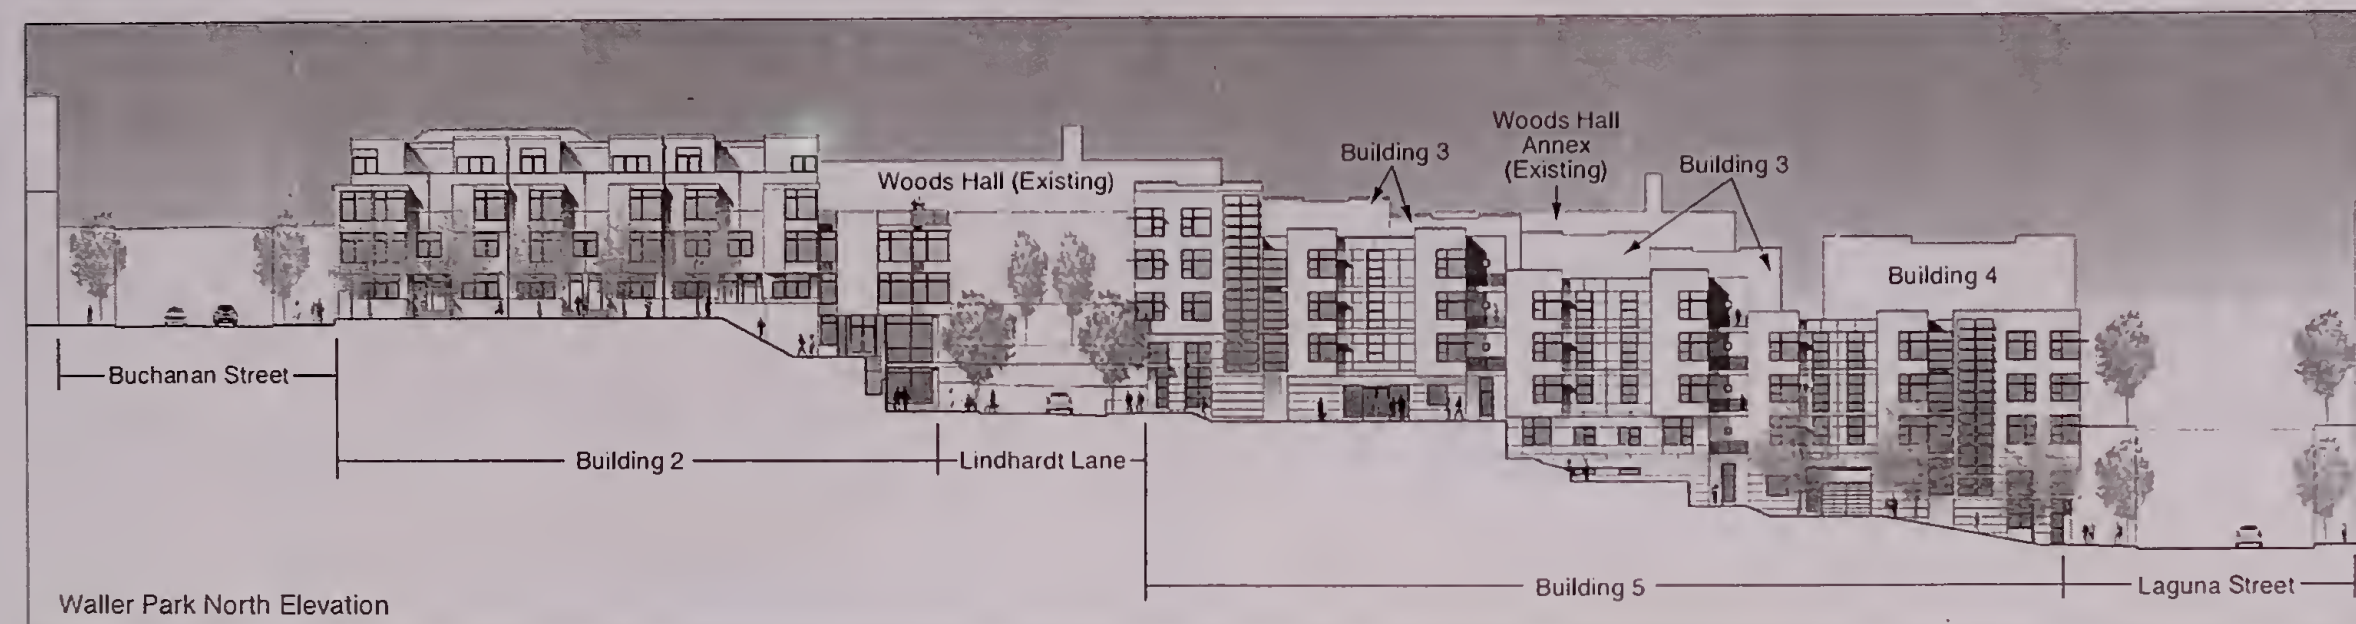 Woods Hall
Annex
(Existing)
Building 3
Building 3
Woods Hall (Existing)
Building 4
Buchanan Street
Building 2
Lindhardt Lane
Building 5
Laguna Street
Waller Park North Elevation